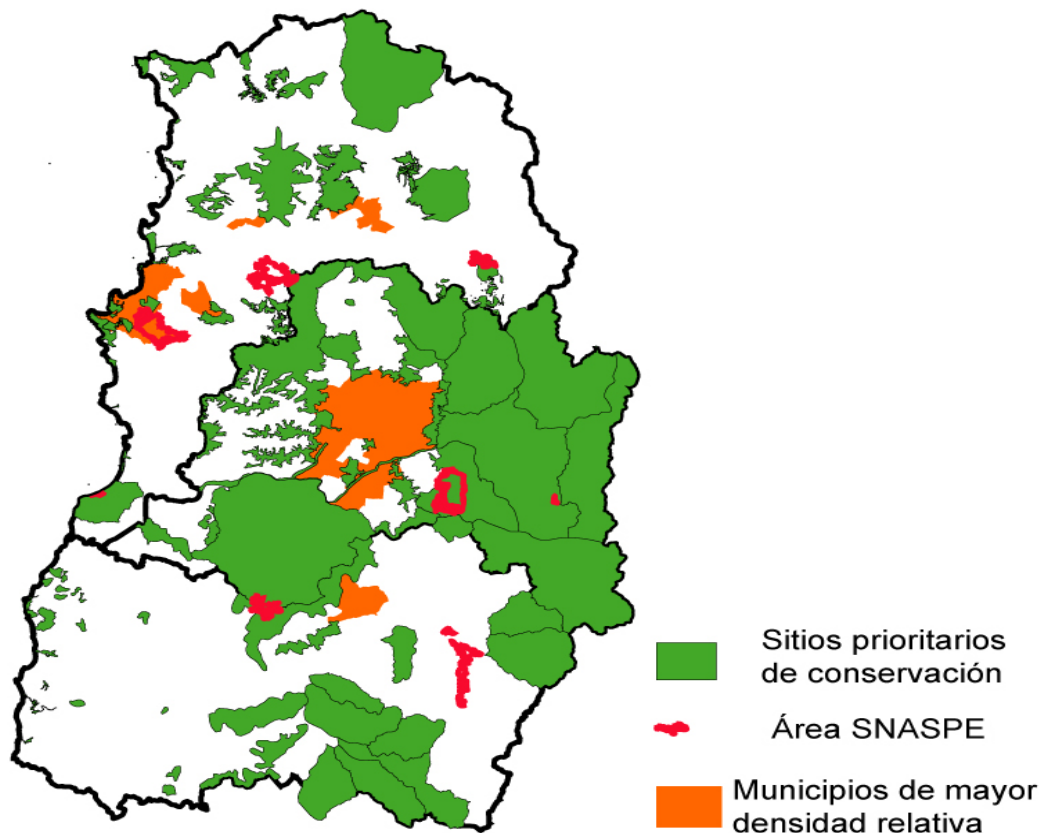 Sitios prioritarios
de conservación
Área SNASPE
Municipios de mayor
densidad relativa